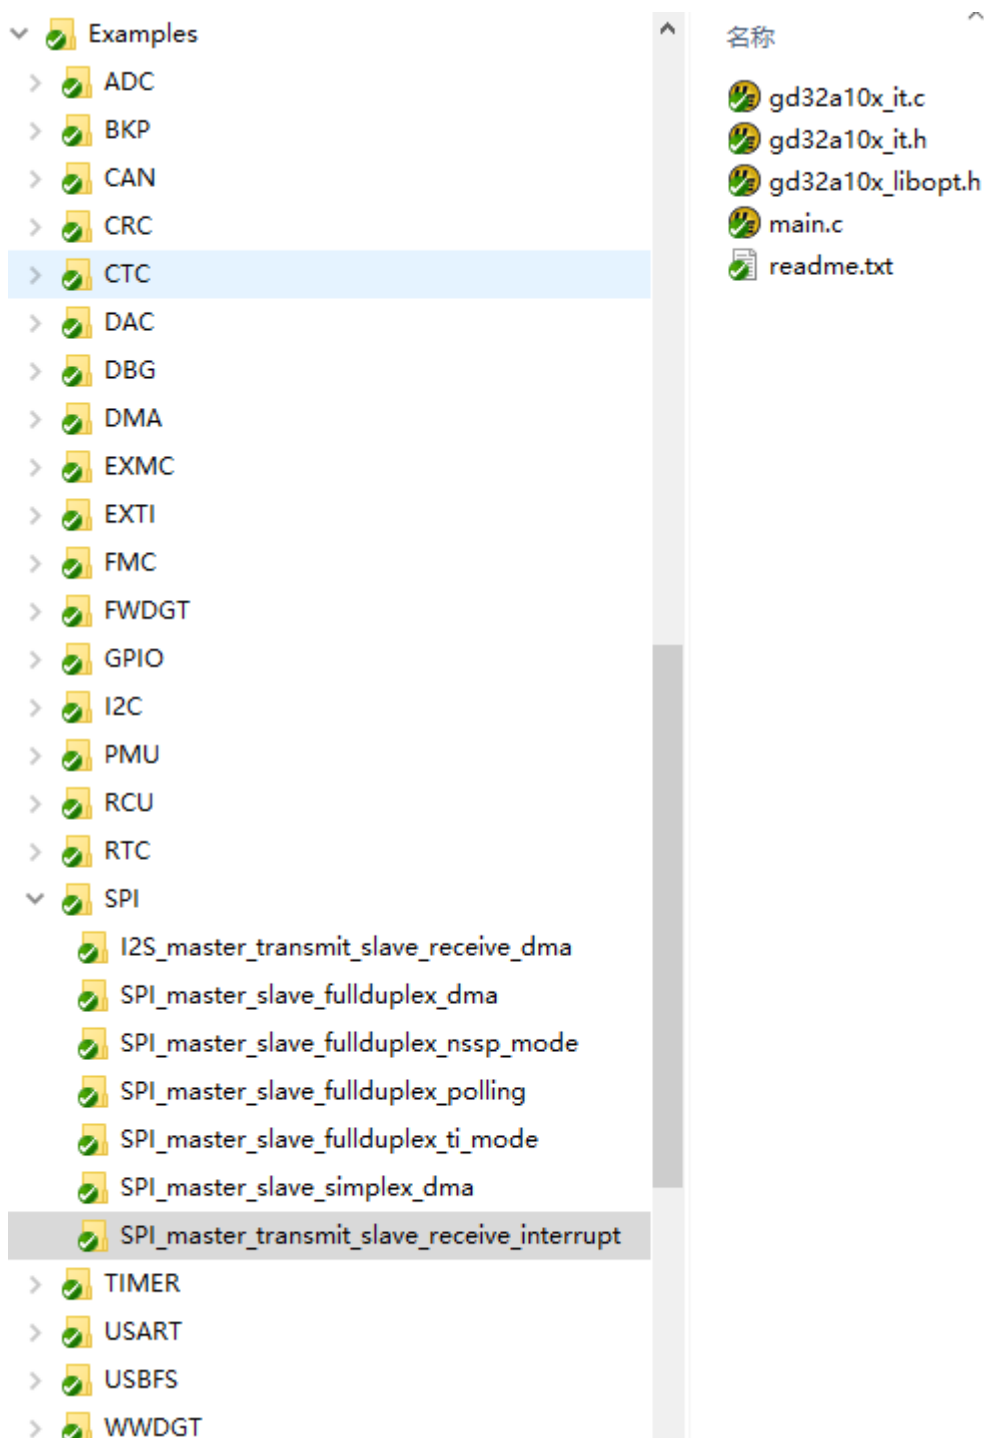 Examples
ADC
BKP
CAN
CRC
CTC
DAC
DBG
DMA
EXMC
EXTI
FMC
FWDGT
GPIO
I2C
PMU
RCU
RTC
SPI
I2S_master_transmit_slave_receive_dma
SPI_master_slave_fullduplex_dma
SPI_master_slave_fullduplex_nssp_mode
SPI_master_slave_fullduplex_polling
SPI_master_slave_fullduplex_ti_mode
SPI_master_slave_simplex_dma
SPI_master_transmit_slave_receive_interrupt
TIMER
USART
USBFS
WWDGT
名称
gd32a10x_it.c
gd32a10x_it.h
gd32a10x_libopt.h
main.c
readme.txt